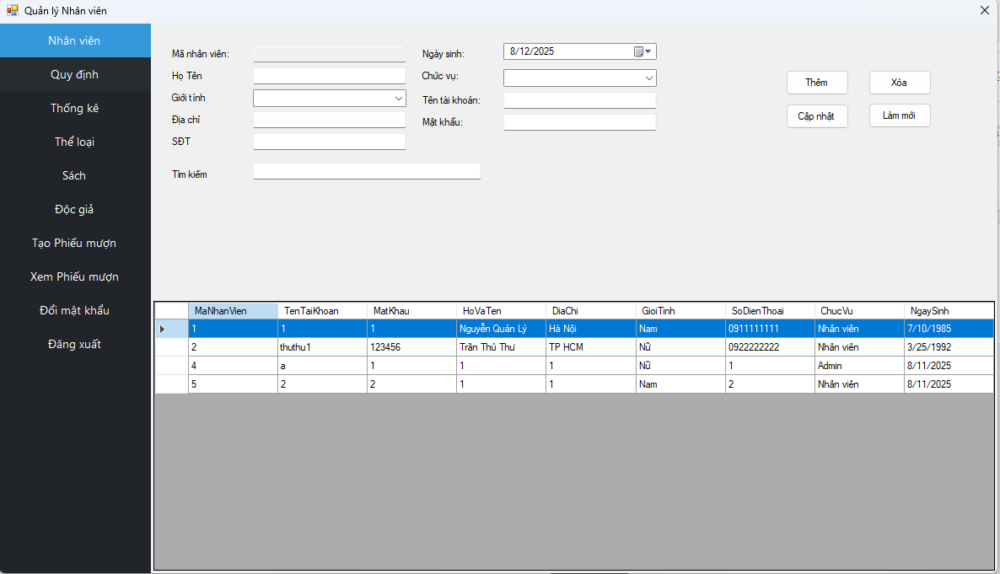 Quản lý Nhân viên
Nhân viên
Quy định
Thống kê
Thể loại
Sách
Độc giả
Tạo Phiếu mượn
Xem Phiếu mượn
Đổi mật khẩu
Đăng xuất
Mã nhân viên:
Họ Tên
Giới tính
Địa chỉ
SĐT
Tìm kiếm
Ngày sinh: 8/12/2025
Chức vụ:
Tên tài khoản:
Mật khẩu:
Thêm Xóa
Cập nhật Làm mới
MaNhanVien TenTaiKhoan MatKhau HoVaTen DiaChi GioiTinh SoDienThoai ChucVu NgaySinh
1 1 1 Nguyễn Quản Lý Hà Nội Nam 0911111111 Nhân viên 7/10/1985
2 thuthu1 123456 Trần Thủ Thư TP HCM Nữ 0922222222 Nhân viên 3/25/1992
4 a 1 1 1 Nữ 1 Admin 8/11/2025
5 2 2 1 1 Nam 2 Nhân viên 8/11/2025